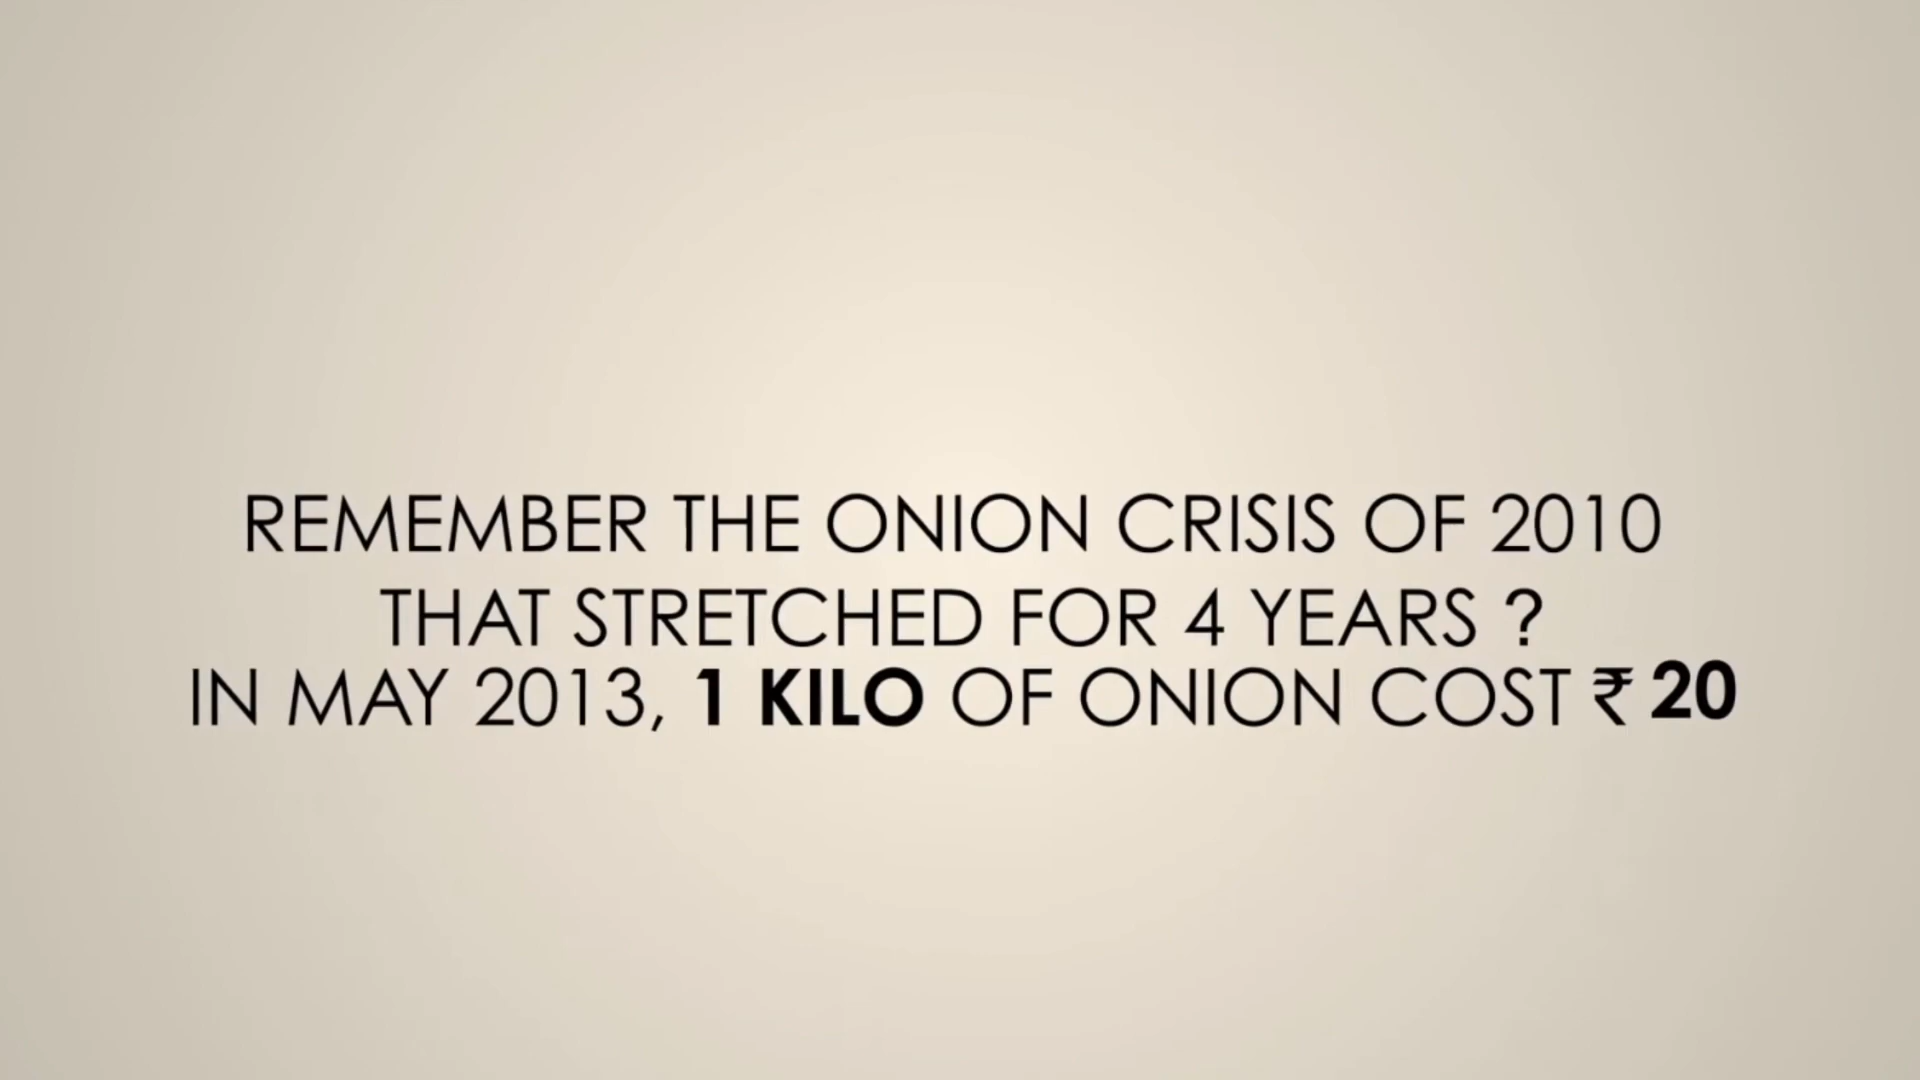 REMEMBER THE ONION CRISIS OF 2010
THAT STRETCHED FOR 4 YEARS ?
IN MAY 2013, 1 KILO OF ONION COST ₹ 20